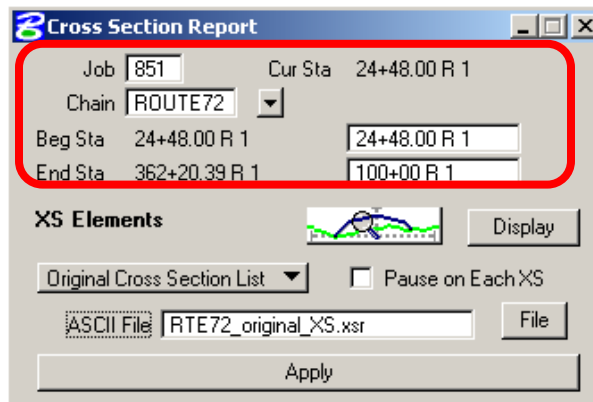 Cross Section Report
Job 851 Cur Sta 24+48.00 R 1
Chain ROUTE72
Beg Sta 24+48.00 R 1 24+48.00 R 1
End Sta 362+20.39 R 1 100+00 R 1
XS Elements Display
Original Cross Section List Pause on Each XS
ASCII File RTE72_original_XS.xsr File
Apply